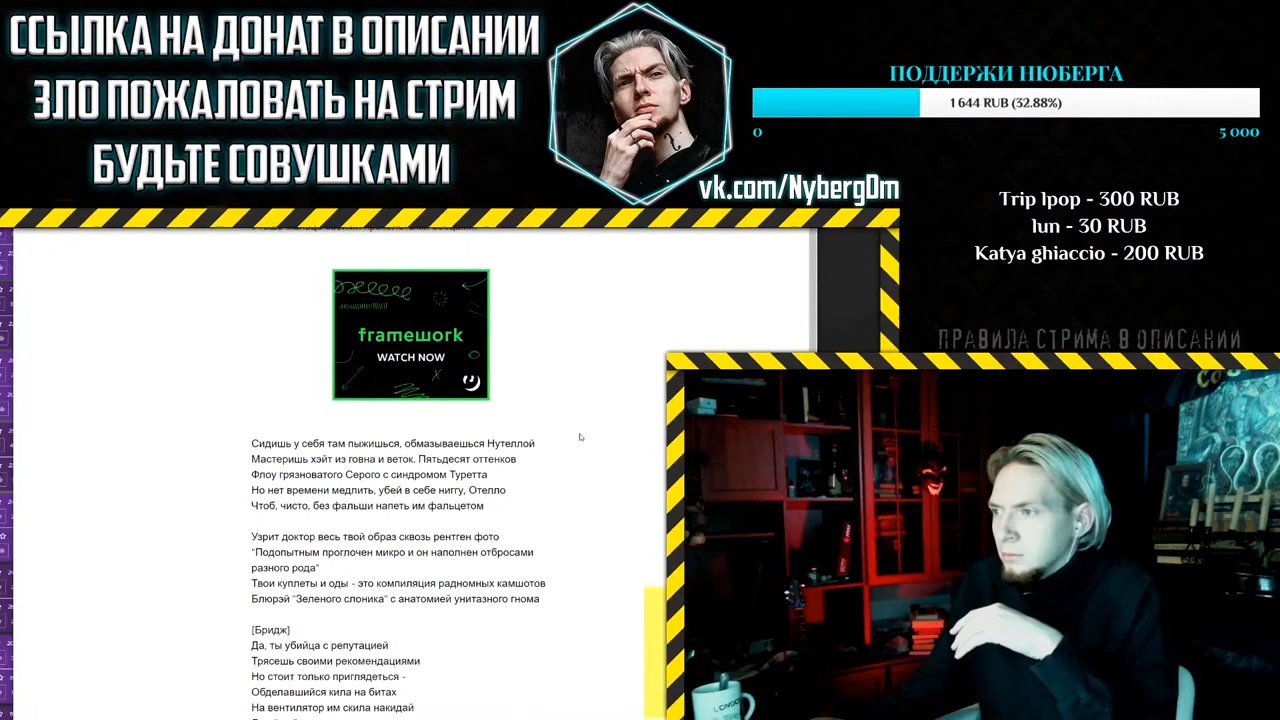 ССЫЛКА НА ДОНАТ В ОПИСАНИИ
ЗЛО ПОЖАЛОВАТЬ НА СТРИМ
БУДЬТЕ СОВУШКАМИ
vk.com/NybergDm
ПОДДЕРЖИ НЮБЕРГА
1 644 RUB (32.88%)
0
5 000
Trip lpop - 300 RUB
lun - 30 RUB
Katya ghiaccio - 200 RUB
ПРАВИЛА СТРИМА В ОПИСАНИИ
framework
WATCH NOW
Сидишь у себя там пыжишься, обмазываешься Нутеллой
Мастеришь хэйт из говна и веток. Пятьдесят оттенков
Флоу грязноватого Серого с синдромом Туретта
Но нет времени медлить, убей в себе ниггу, Отелло
Чтоб, чисто, без фальши напеть им фальцетом
Узрит доктор весь твой образ сквозь рентген фото
"Подопытным проглочен микро и он наполнен отбросами
разного рода"
Твои куплеты и оды - это компиляция радномных камшотов
Блюрэй "Зеленого слоника" с анатомией унитазного гнома
[Бридж]
Да, ты убийца с репутацией
Трясешь своими рекомендациями
Но стоит только приглядеться -
Обделавшийся кила на битах
На вентилятор им скила накидай
LONDON